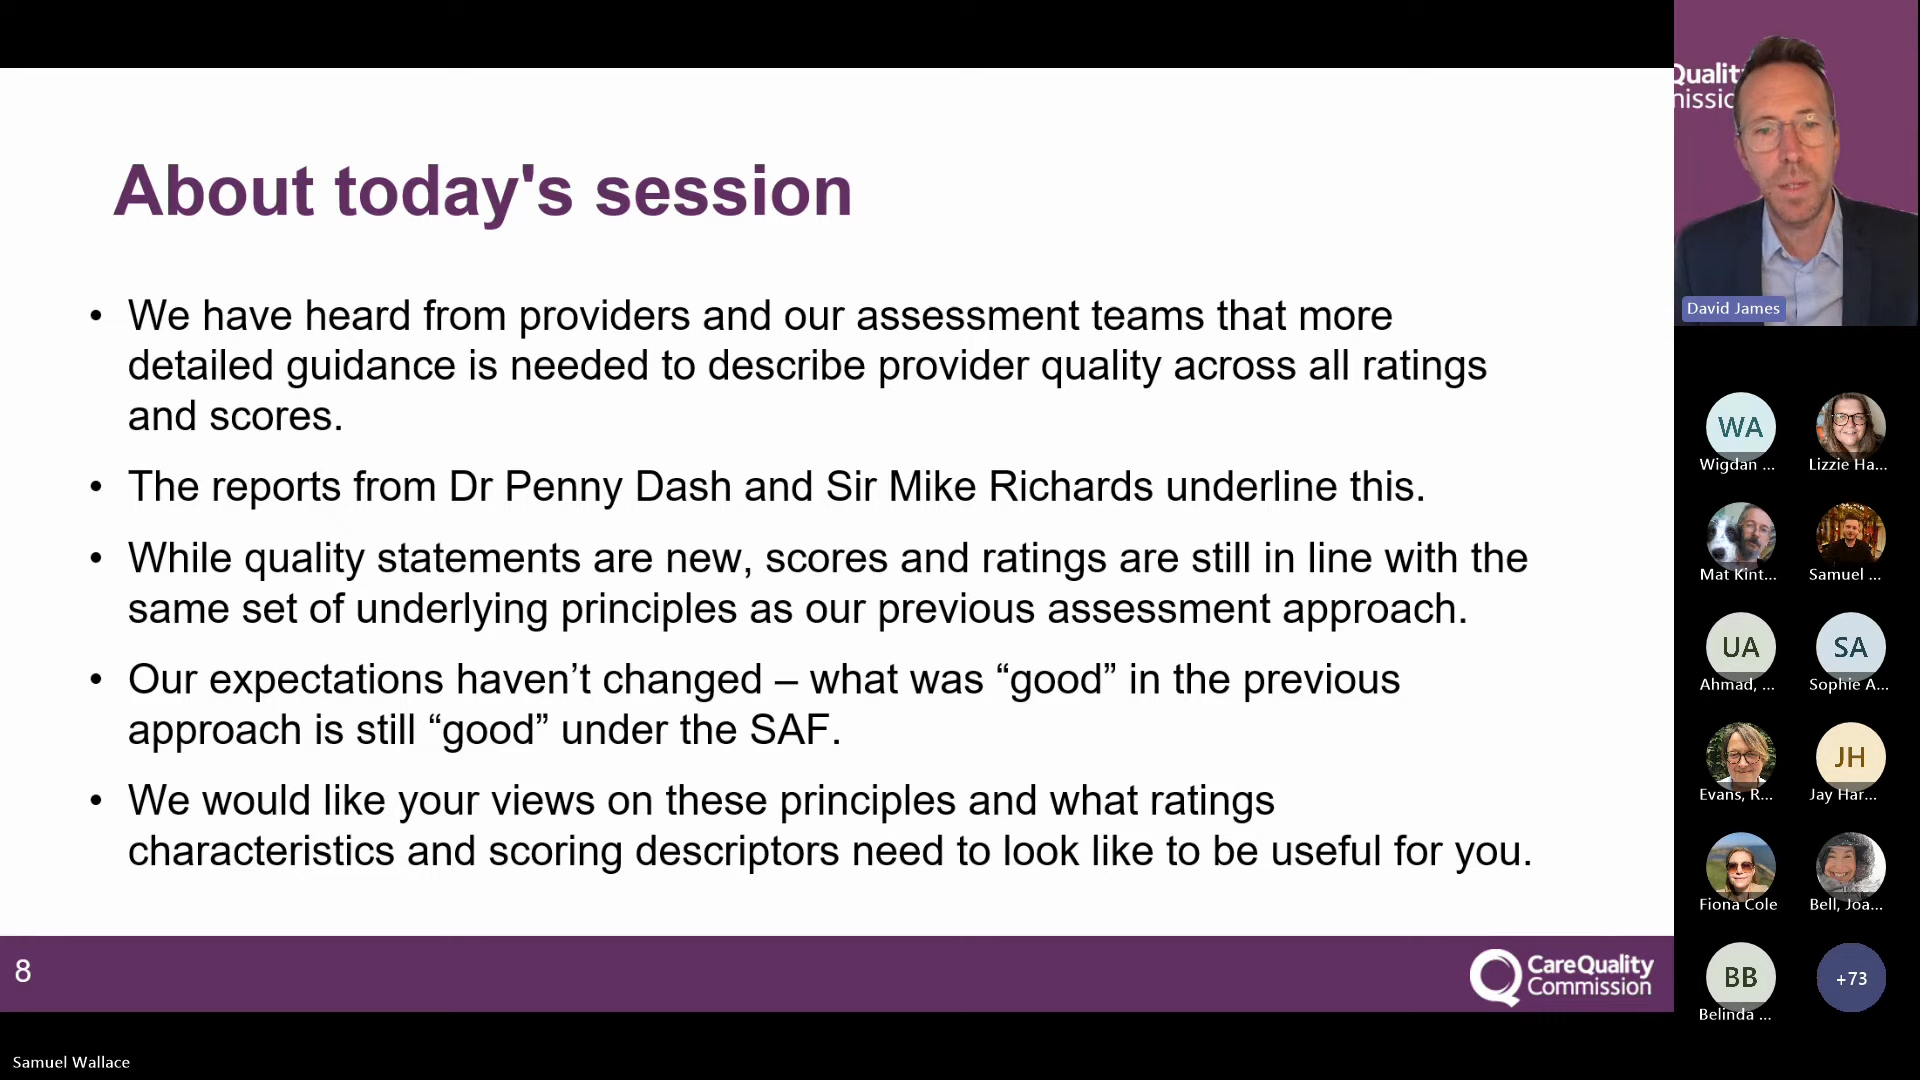 About today's session
• We have heard from providers and our assessment teams that more
detailed guidance is needed to describe provider quality across all ratings
and scores.
• The reports from Dr Penny Dash and Sir Mike Richards underline this.
• While quality statements are new, scores and ratings are still in line with the
same set of underlying principles as our previous assessment approach.
• Our expectations haven’t changed – what was “good” in the previous
approach is still “good” under the SAF.
• We would like your views on these principles and what ratings
characteristics and scoring descriptors need to look like to be useful for you.
8
CareQuality
Commission
Samuel Wallace
David James
WA
Wigdan ...
Lizzie Ha...
Mat Kint...
Samuel ...
UA
Ahmad, ...
SA
Sophie A...
Evans, R...
JH
Jay Har...
Fiona Cole
Bell, Joa...
BB
Belinda ...
+73